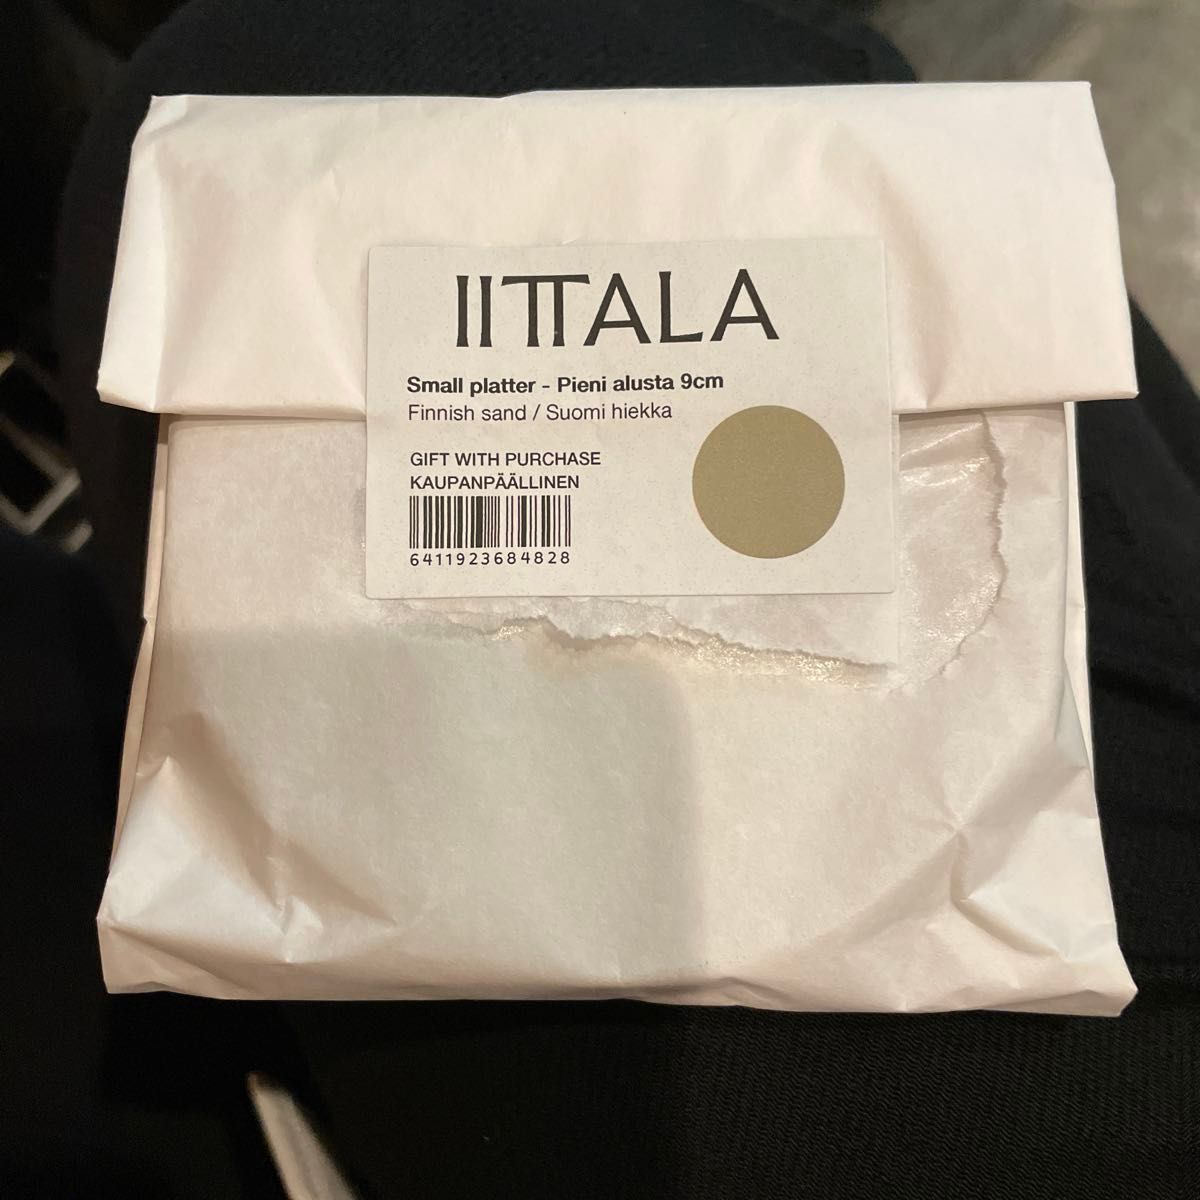 IITTALA
Small platter - Pieni alusta 9cm
Finnish sand / Suomi hiekka
GIFT WITH PURCHASE
KAUPANPÄÄLLINEN
6411923684828